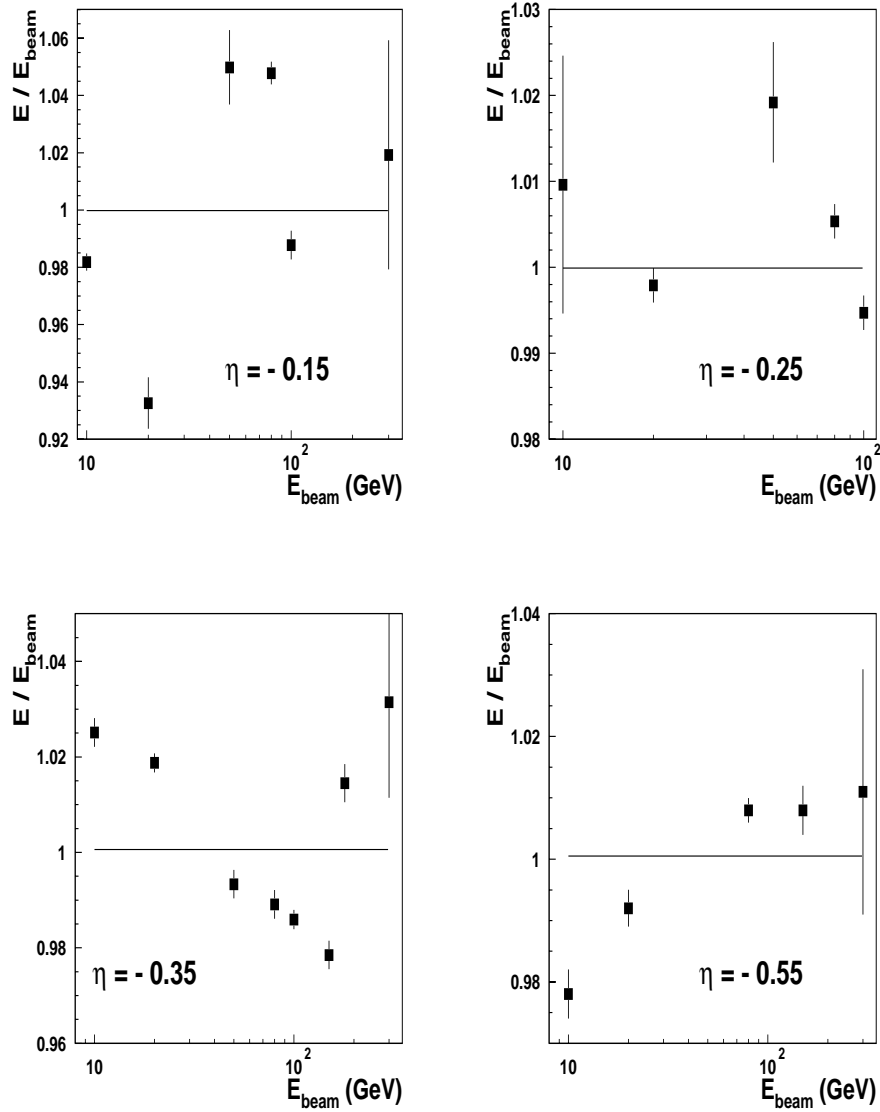 E / E_beam
1.06
1.04
1.02
1
0.98
0.96
0.94
0.92
η = - 0.15
10
10^2
E_beam (GeV)
E / E_beam
1.03
1.02
1.01
1
0.99
0.98
η = - 0.25
10
10^2
E_beam (GeV)
E / E_beam
1.04
1.02
1
0.98
0.96
η = - 0.35
10
10^2
E_beam (GeV)
E / E_beam
1.04
1.02
1
0.98
η = - 0.55
10
10^2
E_beam (GeV)